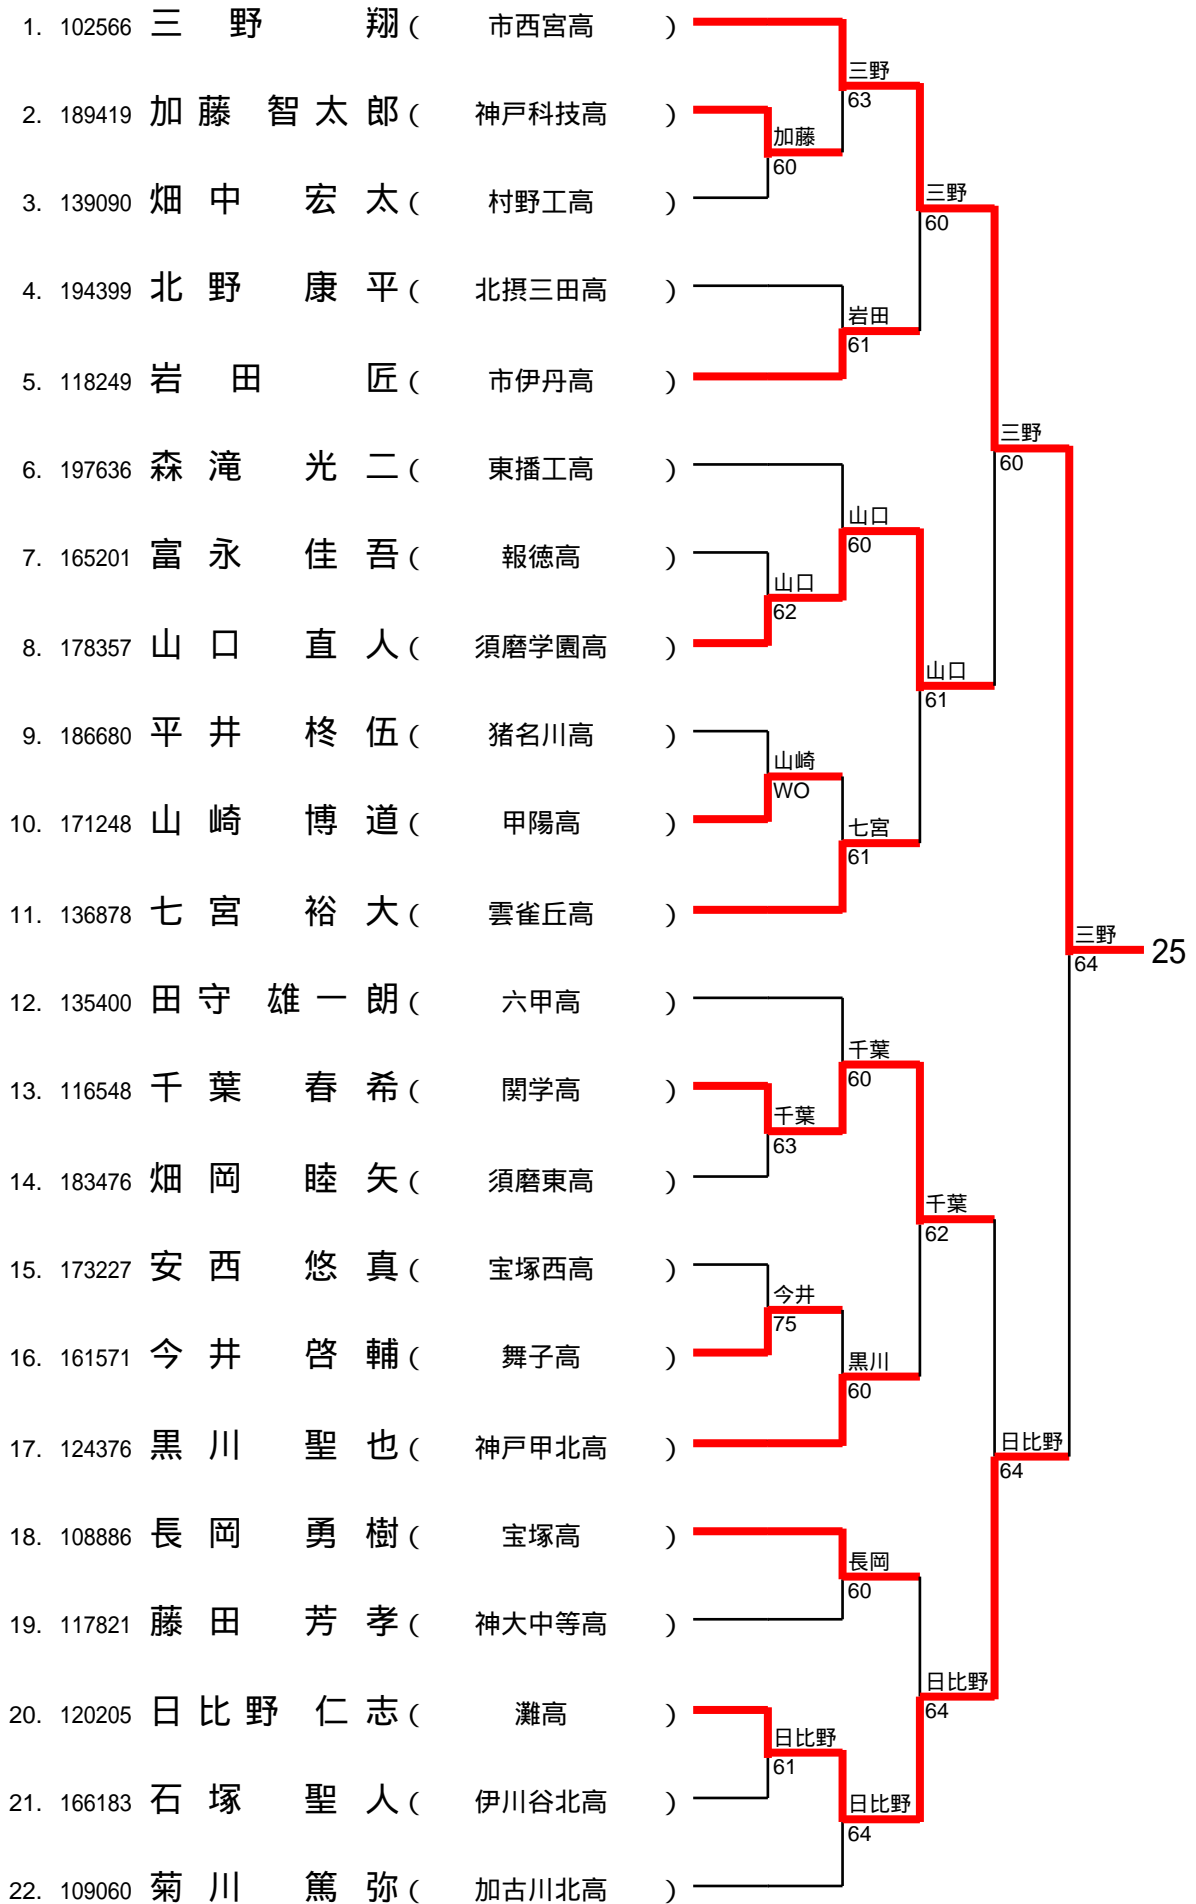 1. 102566 三野 翔 ( 市西宮高 )
三野
63
2. 189419 加藤 智太郎 ( 神戸科技高 )
加藤
60
3. 139090 畑中 宏太 ( 村野工高 )
三野
60
4. 194399 北野 康平 ( 北摂三田高 )
岩田
61
5. 118249 岩田 匠 ( 市伊丹高 )
三野
60
6. 197636 森滝 光二 ( 東播工高 )
山口
60
7. 165201 富永 佳吾 ( 報徳高 )
山口
62
8. 178357 山口 直人 ( 須磨学園高 )
山口
61
9. 186680 平井 柊伍 ( 猪名川高 )
山崎
WO
10. 171248 山崎 博道 ( 甲陽高 )
七宮
61
11. 136878 七宮 裕大 ( 雲雀丘高 )
三野
64
25
12. 135400 田守 雄一朗 ( 六甲高 )
千葉
60
13. 116548 千葉 春希 ( 関学高 )
千葉
63
14. 183476 畑岡 睦矢 ( 須磨東高 )
千葉
62
15. 173227 安西 悠真 ( 宝塚西高 )
今井
75
16. 161571 今井 啓輔 ( 舞子高 )
黒川
60
17. 124376 黒川 聖也 ( 神戸甲北高 )
日比野
64
18. 108886 長岡 勇樹 ( 宝塚高 )
長岡
60
19. 117821 藤田 芳孝 ( 神大中等高 )
日比野
64
20. 120205 日比野 仁志 ( 灘高 )
日比野
61
21. 166183 石塚 聖人 ( 伊川谷北高 )
日比野
64
22. 109060 菊川 篤弥 ( 加古川北高 )